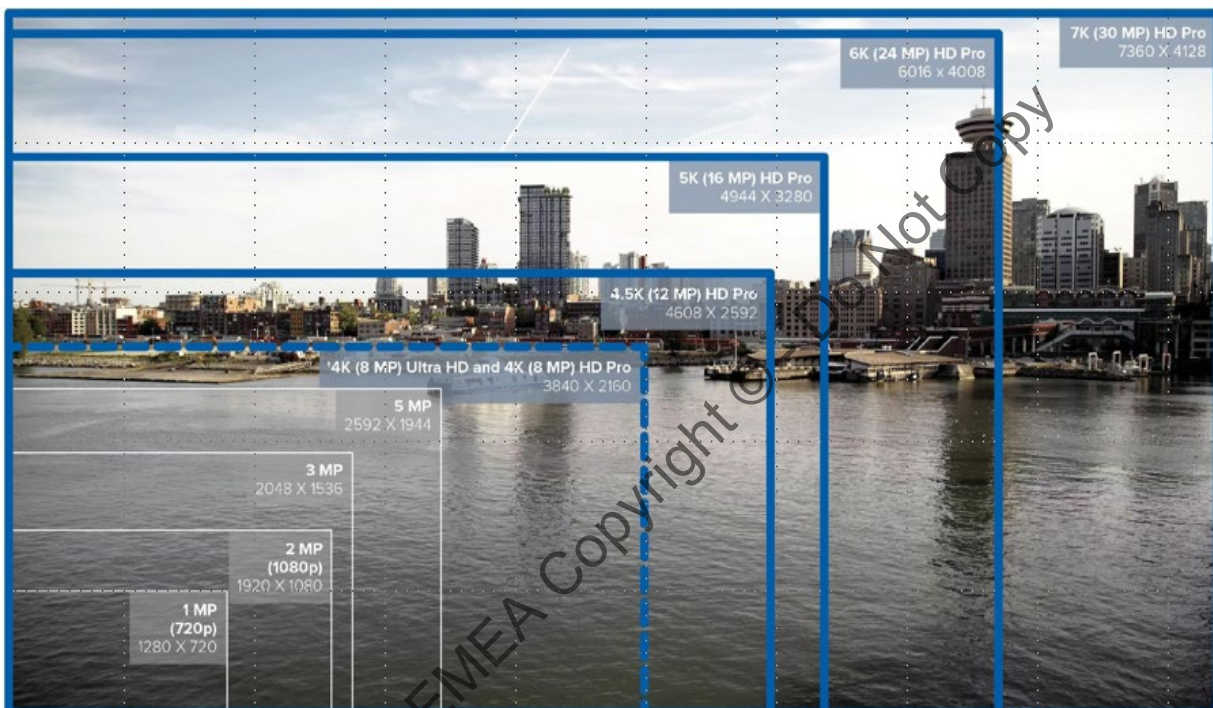 7K (30 MP) HD Pro
7360 X 4128
6K (24 MP) HD Pro
6016 x 4008
5K (16 MP) HD Pro
4944 X 3280
4.5K (12 MP) HD Pro
4608 X 2592
'4K (8 MP) Ultra HD and 4K (8 MP) HD Pro
3840 X 2160
5 MP
2592 X 1944
3 MP
2048 X 1536
2 MP
(1080p)
1920 X 1080
1 MP
(720p)
1280 X 720
EMEA Copyright © Do Not Copy